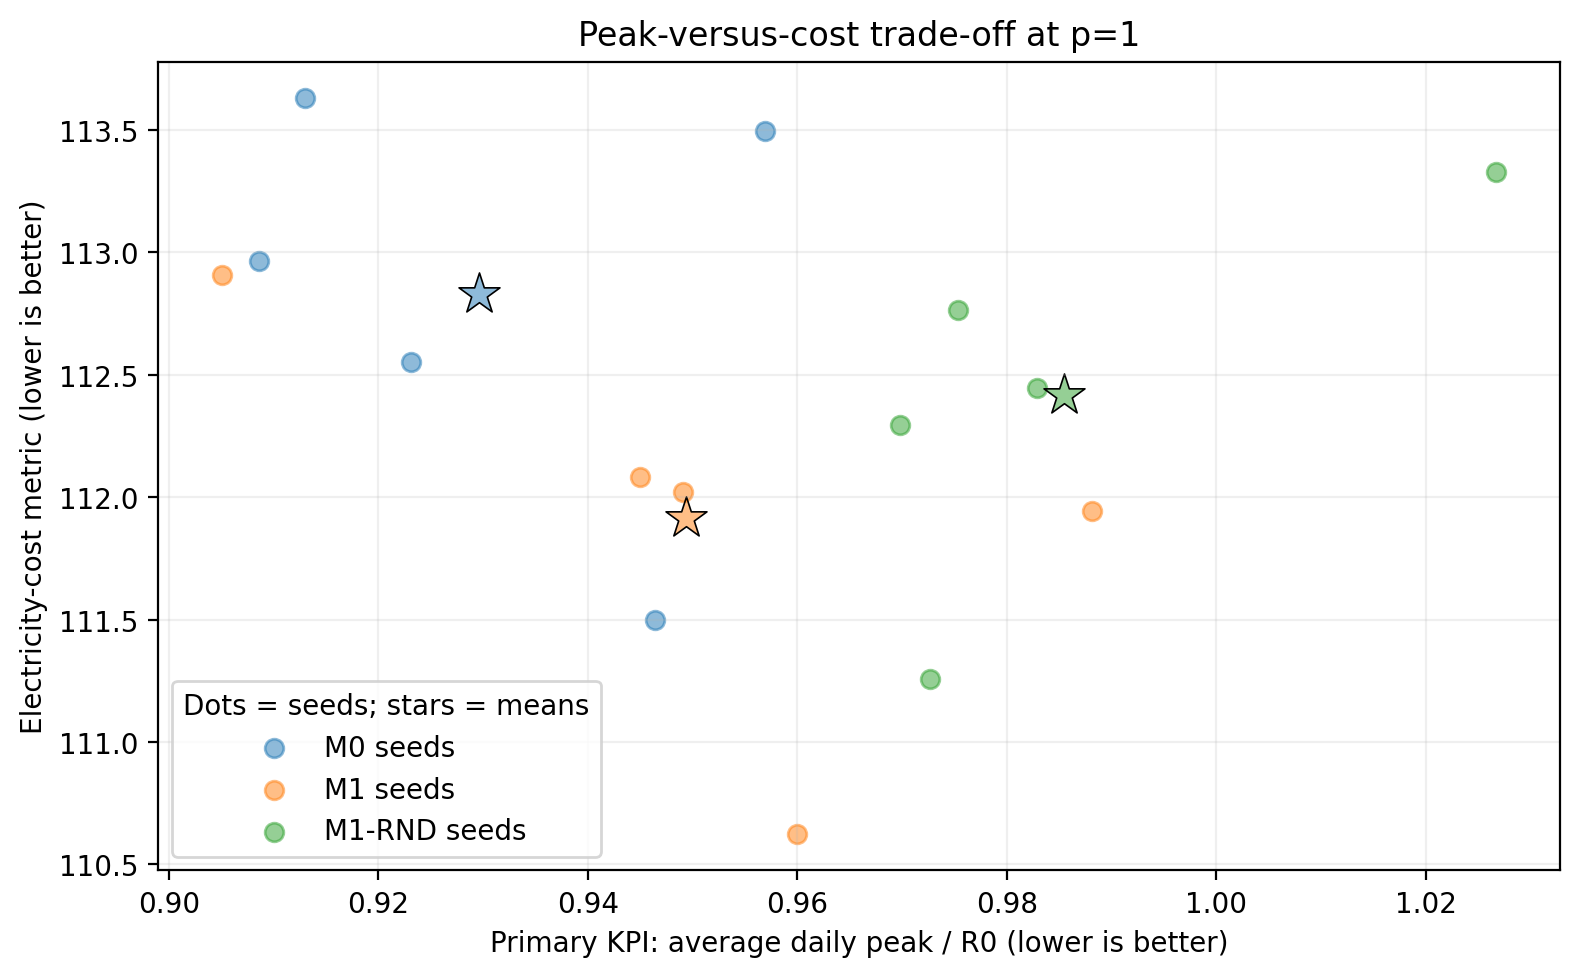 Peak-versus-cost trade-off at p=1
Electricity-cost metric (lower is better)
113.5
113.0
112.5
112.0
111.5
111.0
110.5
Dots = seeds; stars = means
M0 seeds
M1 seeds
M1-RND seeds
0.90 0.92 0.94 0.96 0.98 1.00 1.02
Primary KPI: average daily peak / R0 (lower is better)